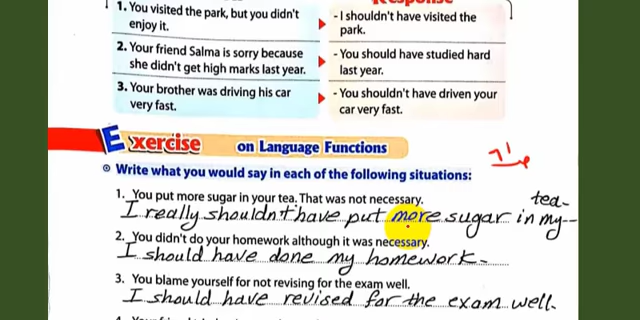 Response
1. You visited the park, but you didn't
enjoy it.
- I shouldn't have visited the
park.
2. Your friend Salma is sorry because
she didn't get high marks last year.
- You should have studied hard
last year.
3. Your brother was driving his car
very fast.
- You shouldn't have driven your
car very fast.
Exercise on Language Functions
Write what you would say in each of the following situations:
1. You put more sugar in your tea. That was not necessary.
I really shouldn't have put more sugar in my tea-
2. You didn't do your homework although it was necessary.
I should have done my homework.
3. You blame yourself for not revising for the exam well.
I should have revised for the exam well.